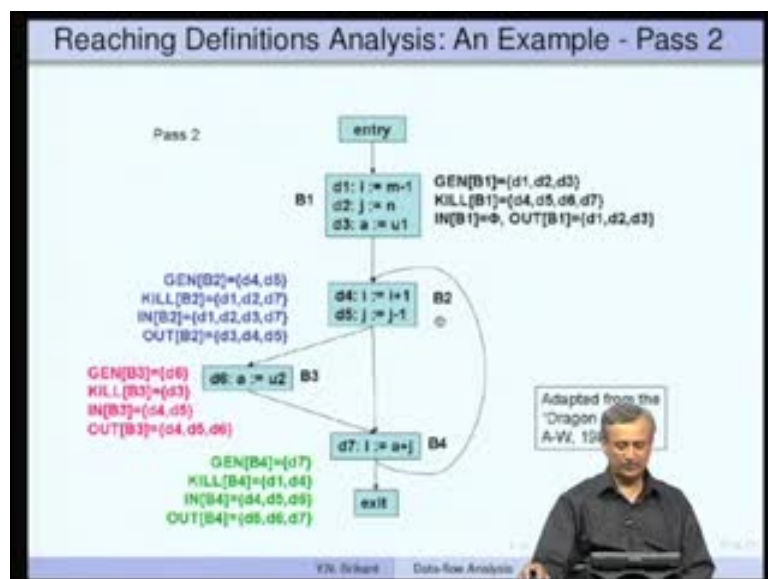 Reaching Definitions Analysis: An Example - Pass 2
Pass 2
entry
B1
d1: i := m-1
d2: j := n
d3: a := u1
GEN[B1]={d1,d2,d3}
KILL[B1]={d4,d5,d6,d7}
IN[B1]=Φ, OUT[B1]={d1,d2,d3}
GEN[B2]={d4,d5}
KILL[B2]={d1,d2,d7}
IN[B2]={d1,d2,d3,d7}
OUT[B2]={d3,d4,d5}
d4: i := i+1
d5: j := j-1
B2
GEN[B3]={d6}
KILL[B3]={d3}
IN[B3]={d4,d5}
OUT[B3]={d4,d5,d6}
d6: a := u2
B3
Adapted from the
"Dragon
A-W, 19
d7: i := a+j
B4
GEN[B4]={d7}
KILL[B4]={d1,d4}
IN[B4]={d4,d5,d6}
OUT[B4]={d5,d6,d7}
exit
Y.N. Srikant
Data-flow Analysis